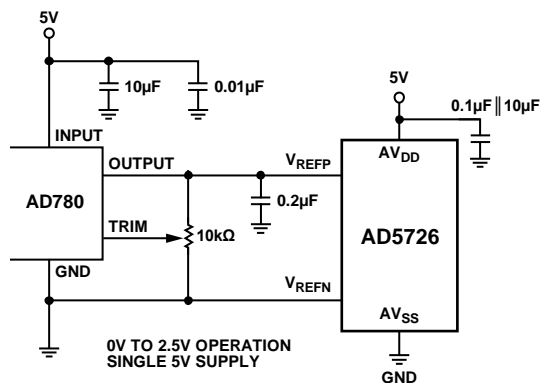 5V
10µF
0.01µF
5V
0.1µF||10µF
INPUT
OUTPUT
VREFP
AVDD
AD780
0.2µF
TRIM
10kΩ
AD5726
GND
VREFN
0V TO 2.5V OPERATION
SINGLE 5V SUPPLY
AVSS
GND